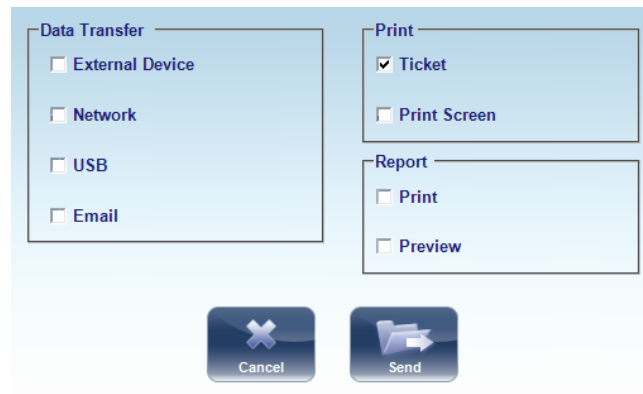 Data Transfer
External Device
Network
USB
Email
Print
Ticket
Print Screen
Report
Print
Preview
Cancel
Send